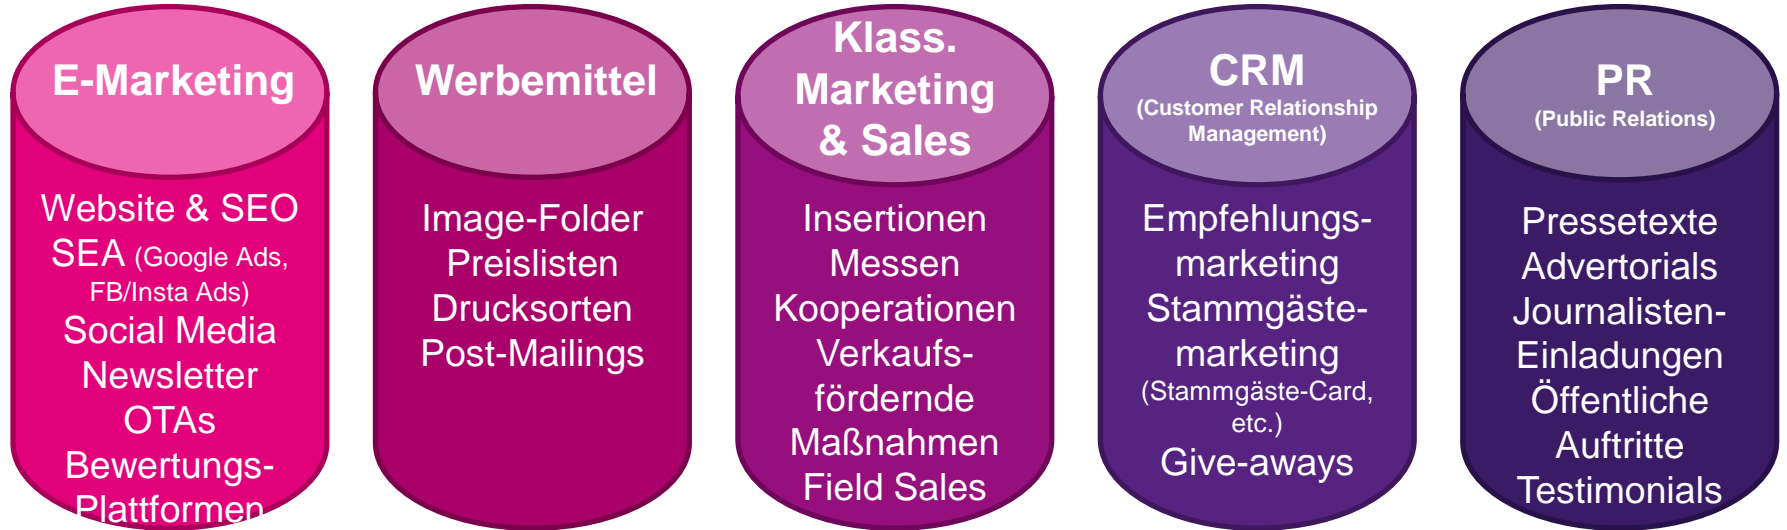 E-Marketing
Website & SEO
SEA (Google Ads,
FB/Insta Ads)
Social Media
Newsletter
OTAs
Bewertungs-
Plattformen
Werbemittel
Image-Folder
Preislisten
Drucksorten
Post-Mailings
Klass.
Marketing
& Sales
Insertionen
Messen
Kooperationen
Verkaufs-
fördernde
Maßnahmen
Field Sales
CRM
(Customer Relationship
Management)
Empfehlungs-
marketing
Stammgäste-
marketing
(Stammgäste-Card,
etc.)
Give-aways
PR
(Public Relations)
Pressetexte
Advertorials
Journalisten-
Einladungen
Öffentliche
Auftritte
Testimonials